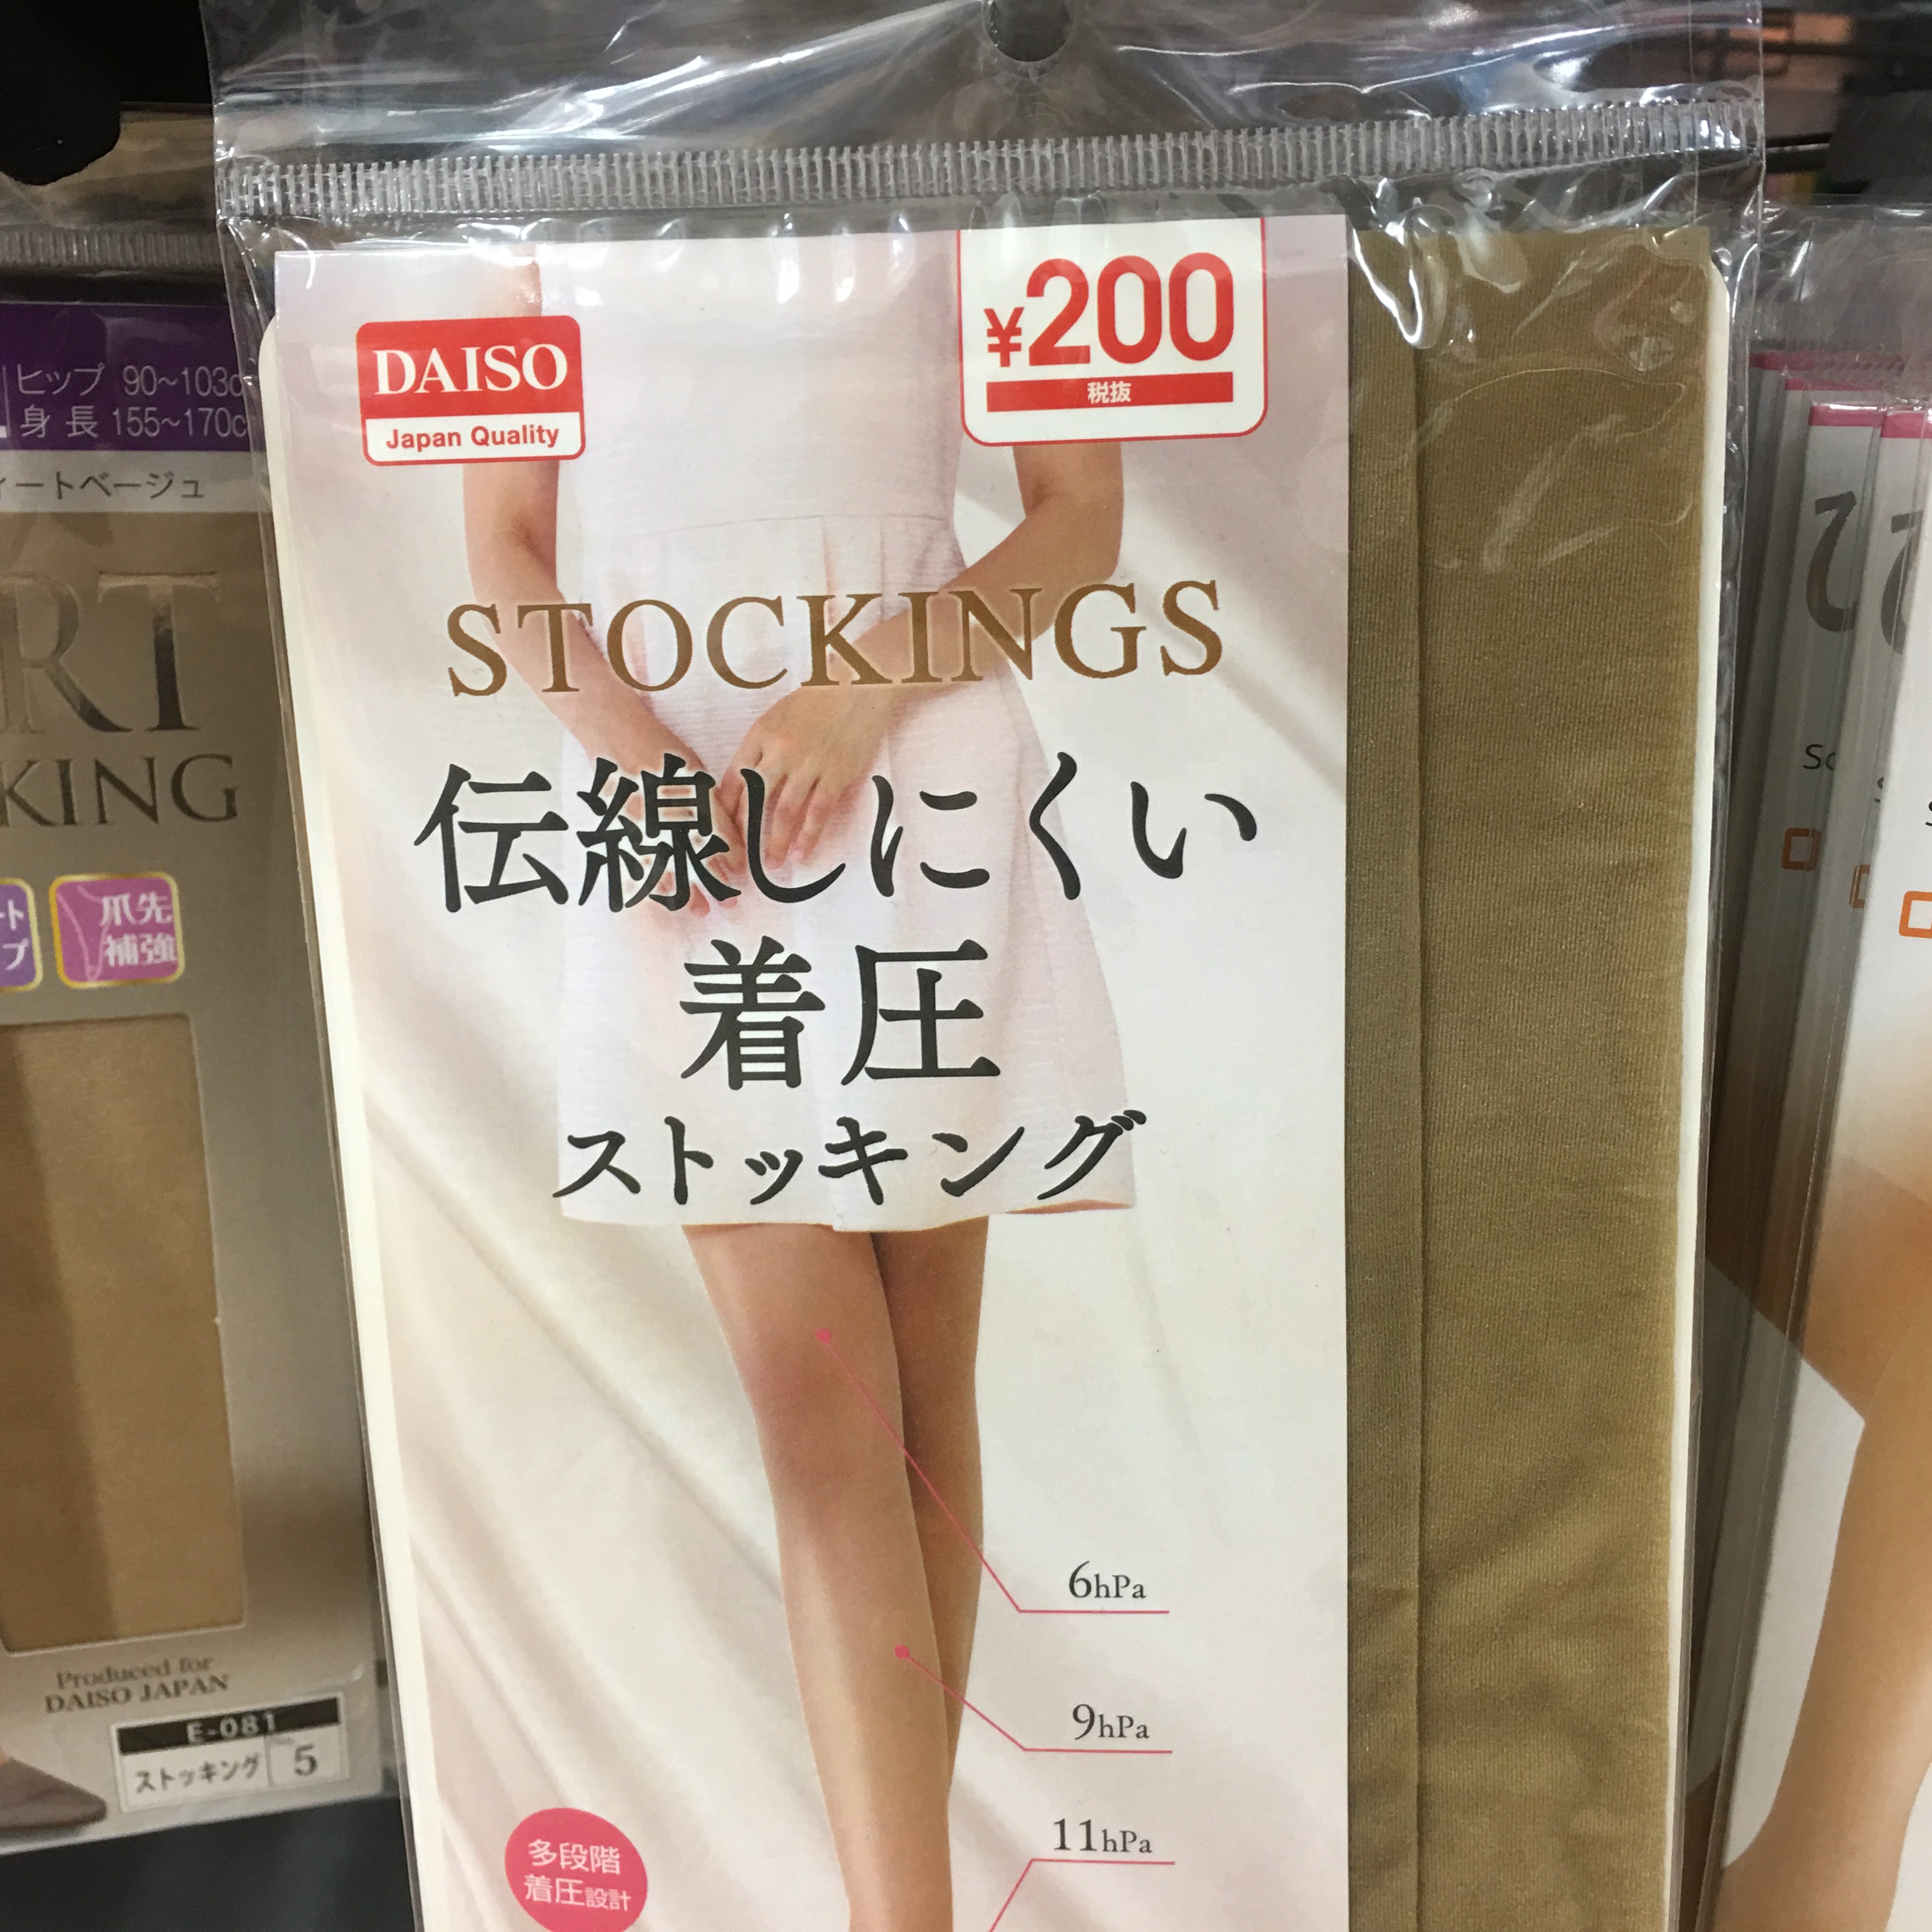 DAISO
Japan Quality
¥200
税抜
STOCKINGS
伝線しにくい
着圧
ストッキング
6hPa
9hPa
11hPa
多段階
着圧設計
ヒップ 90~103c
身長 155~170c
ートベージュ
RT
KING
爪先
補強
Produced for
DAISO JAPAN
E-081
ストッキング No. 5